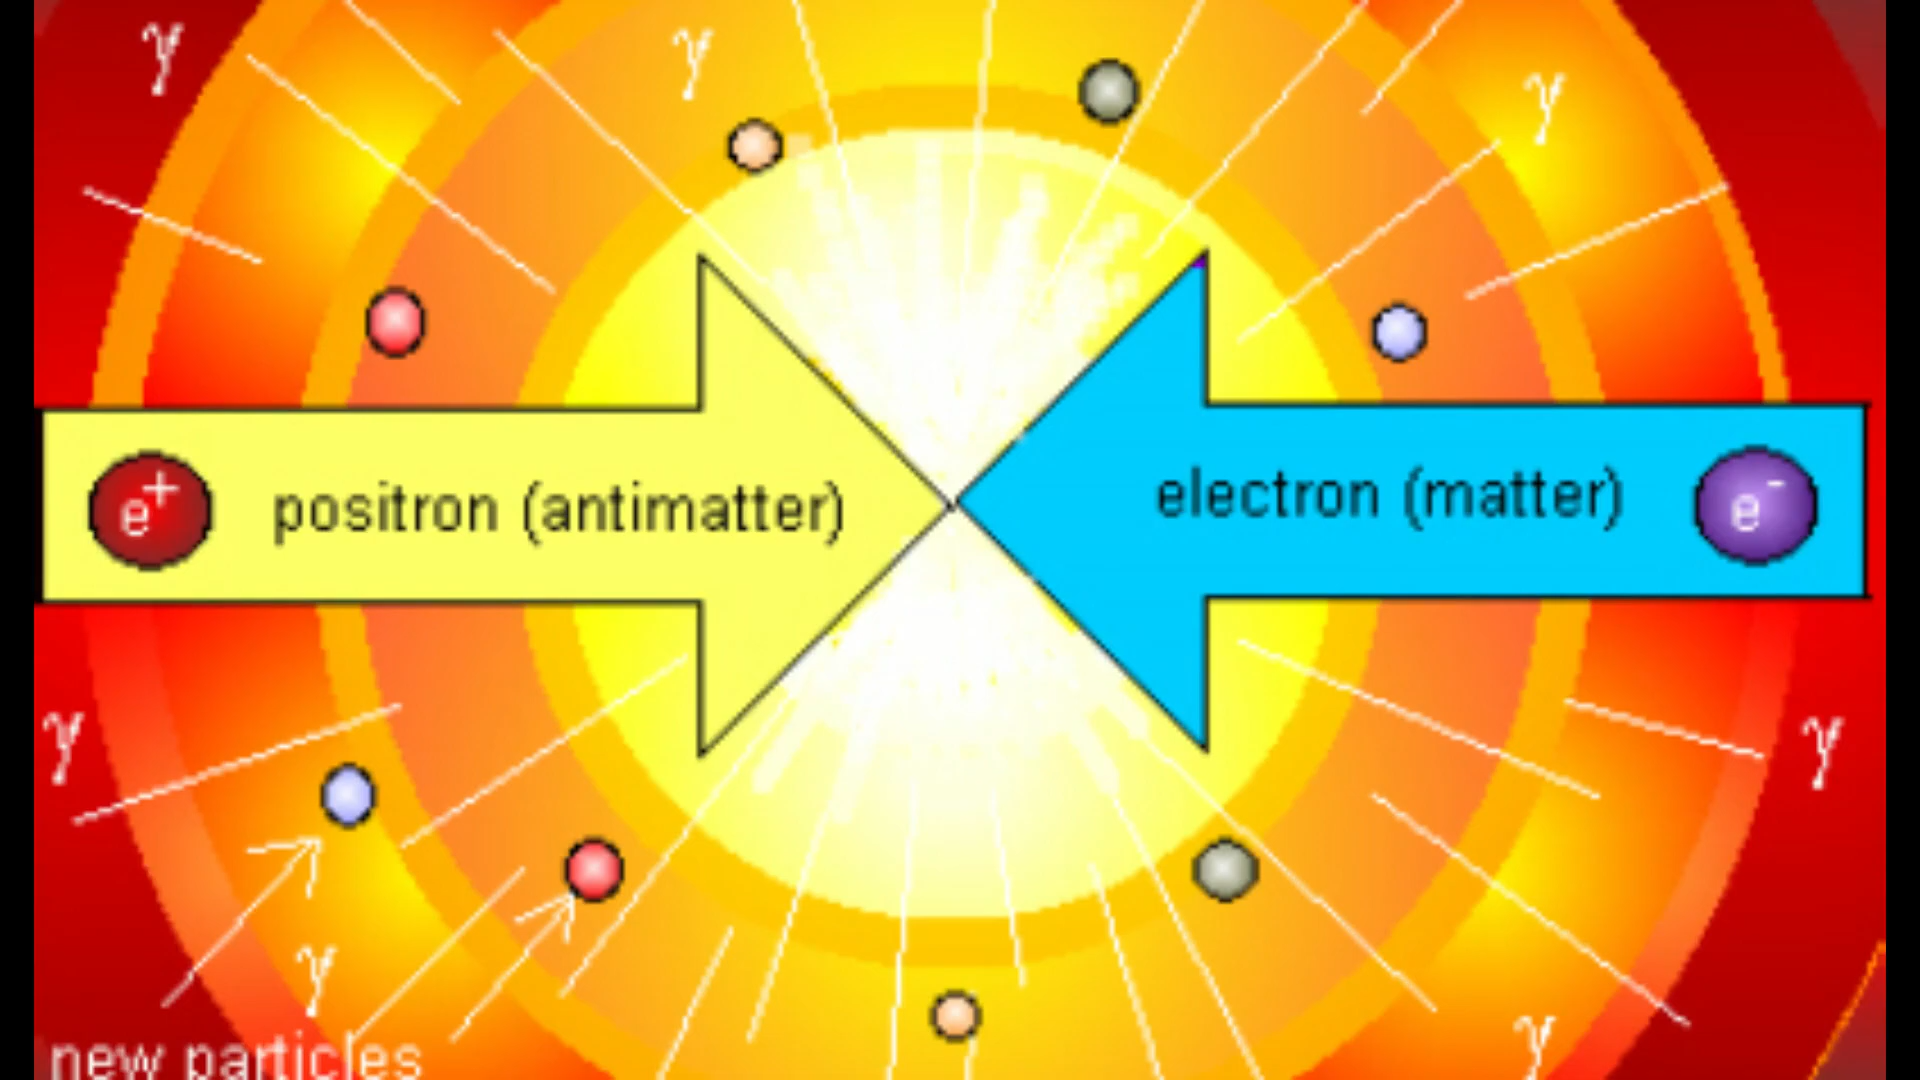 γ
γ
γ
e+ positron (antimatter)
electron (matter) e-
γ
γ
γ
γ
new particles